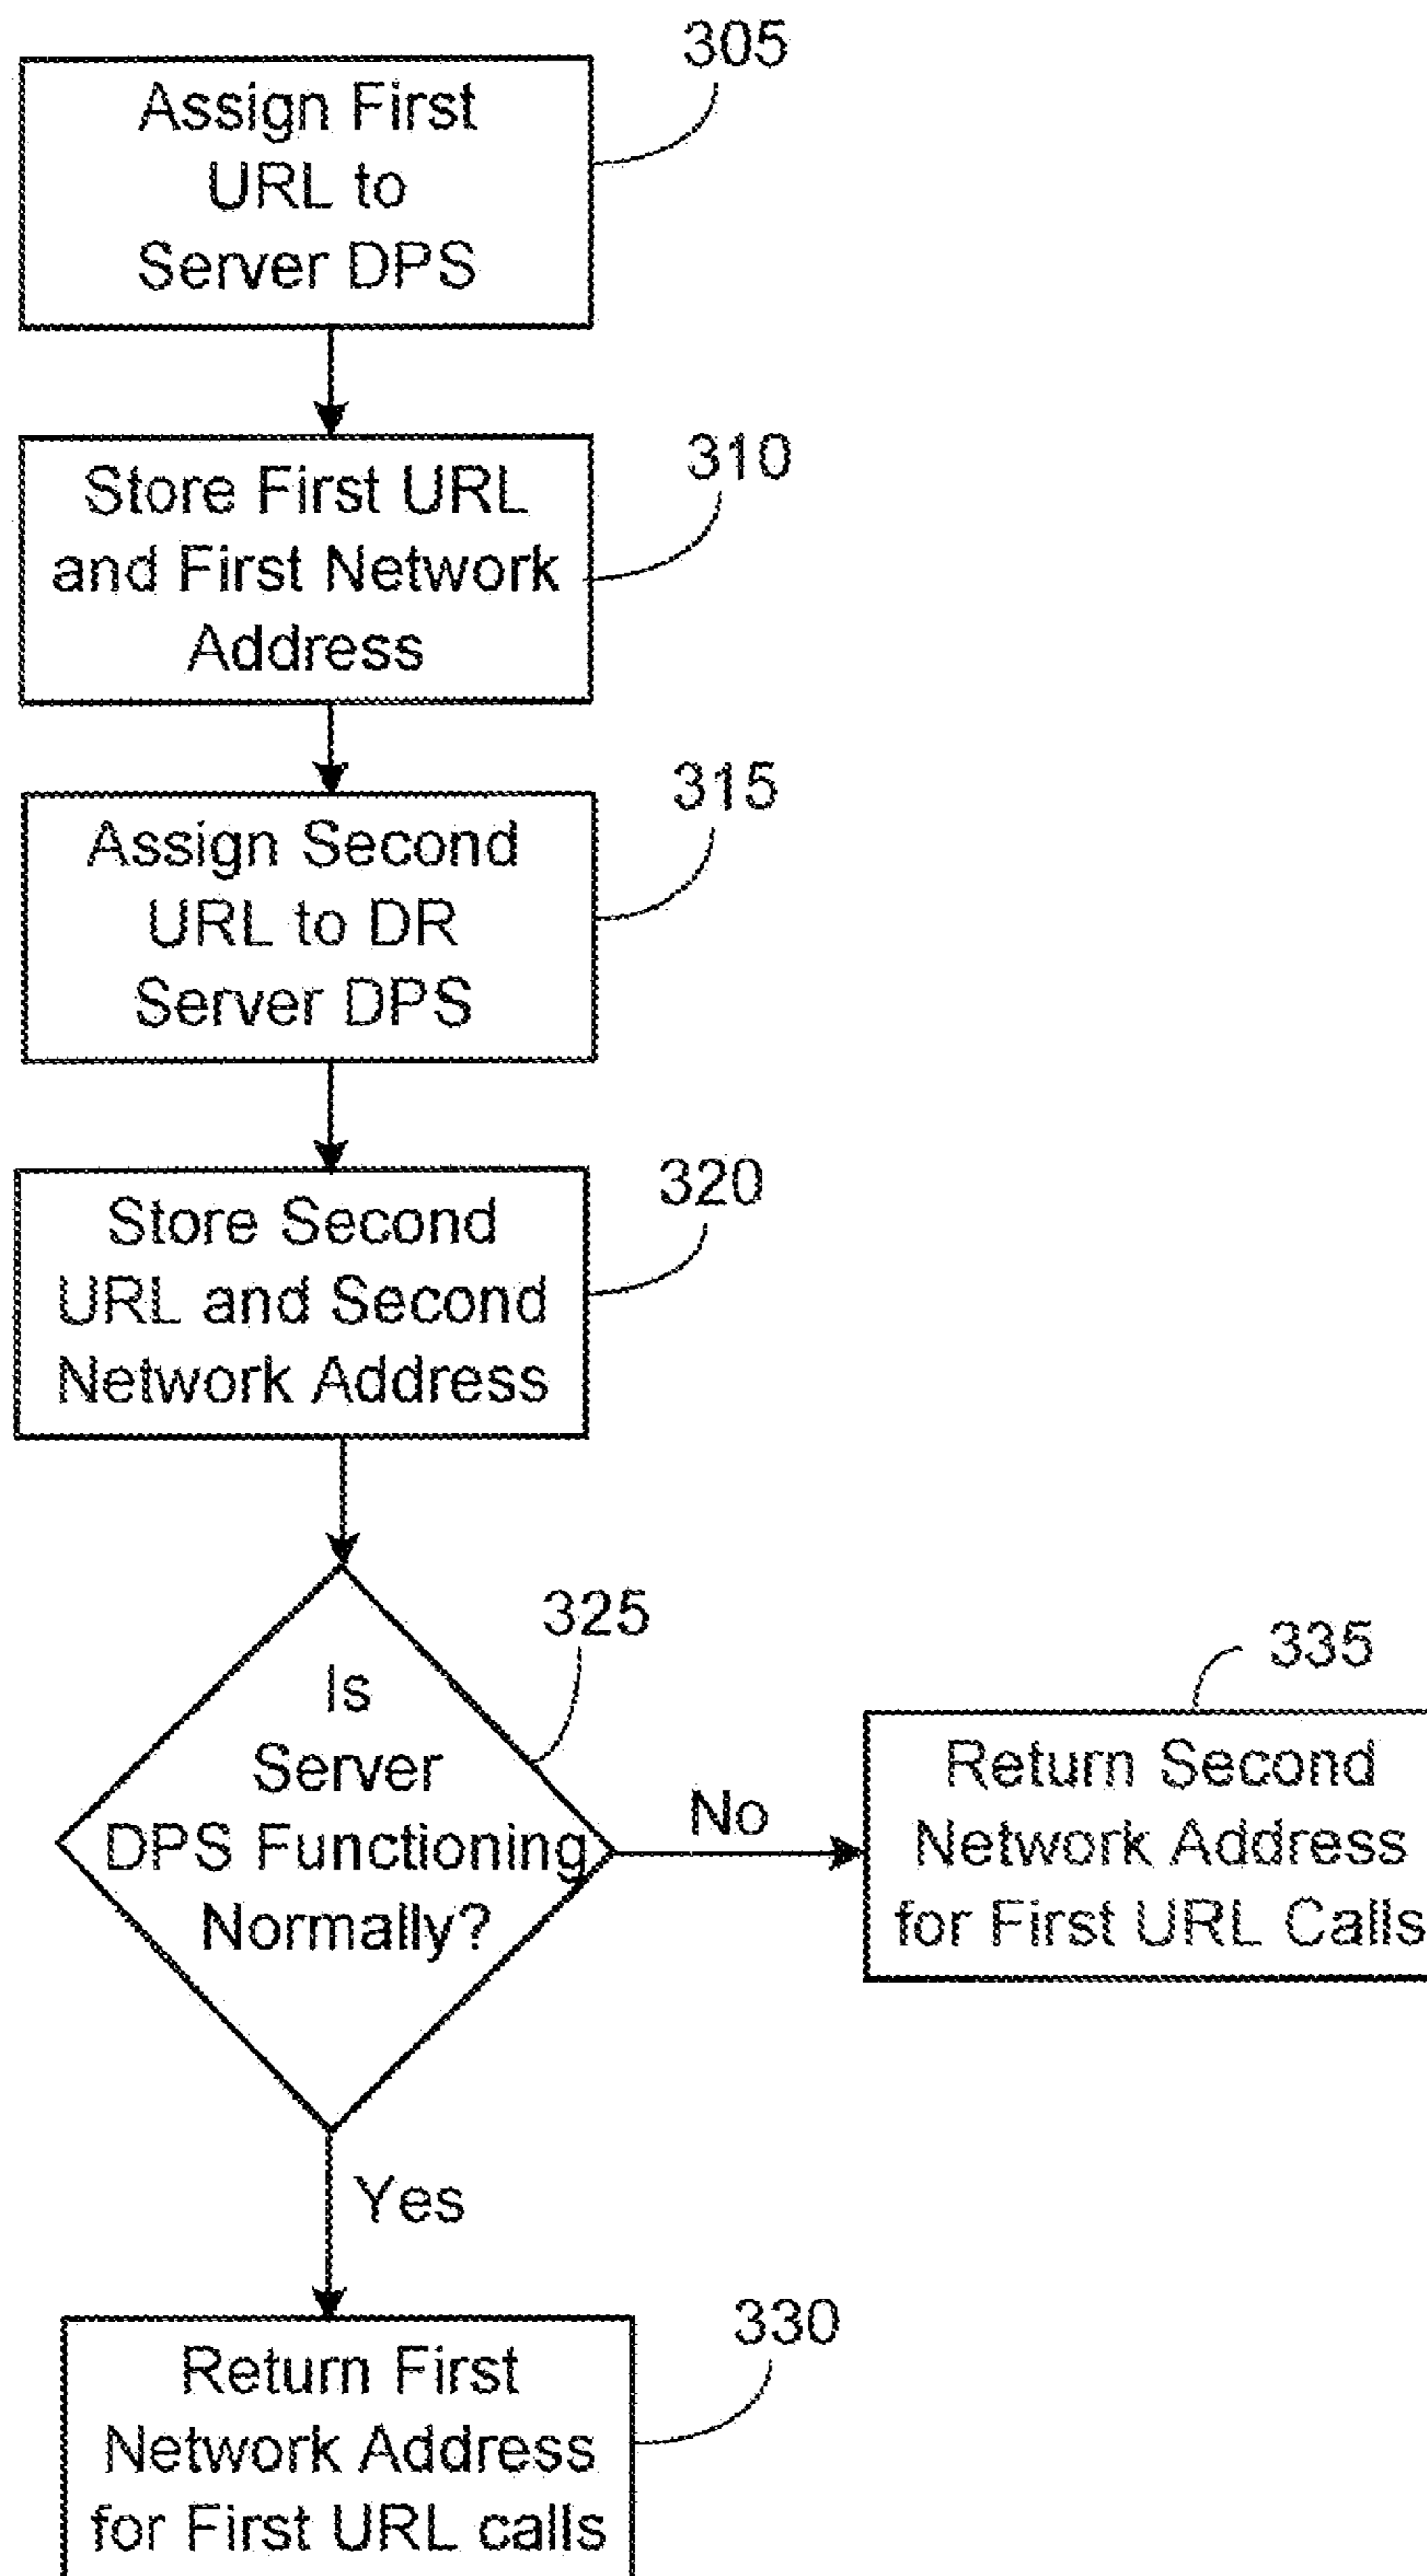 305
Assign First
URL to
Server DPS
310
Store First URL
and First Network
Address
315
Assign Second
URL to DR
Server DPS
320
Store Second
URL and Second
Network Address
325
Is
Server
DPS Functioning
Normally?
No
335
Return Second
Network Address
for First URL Calls
Yes
330
Return First
Network Address
for First URL calls